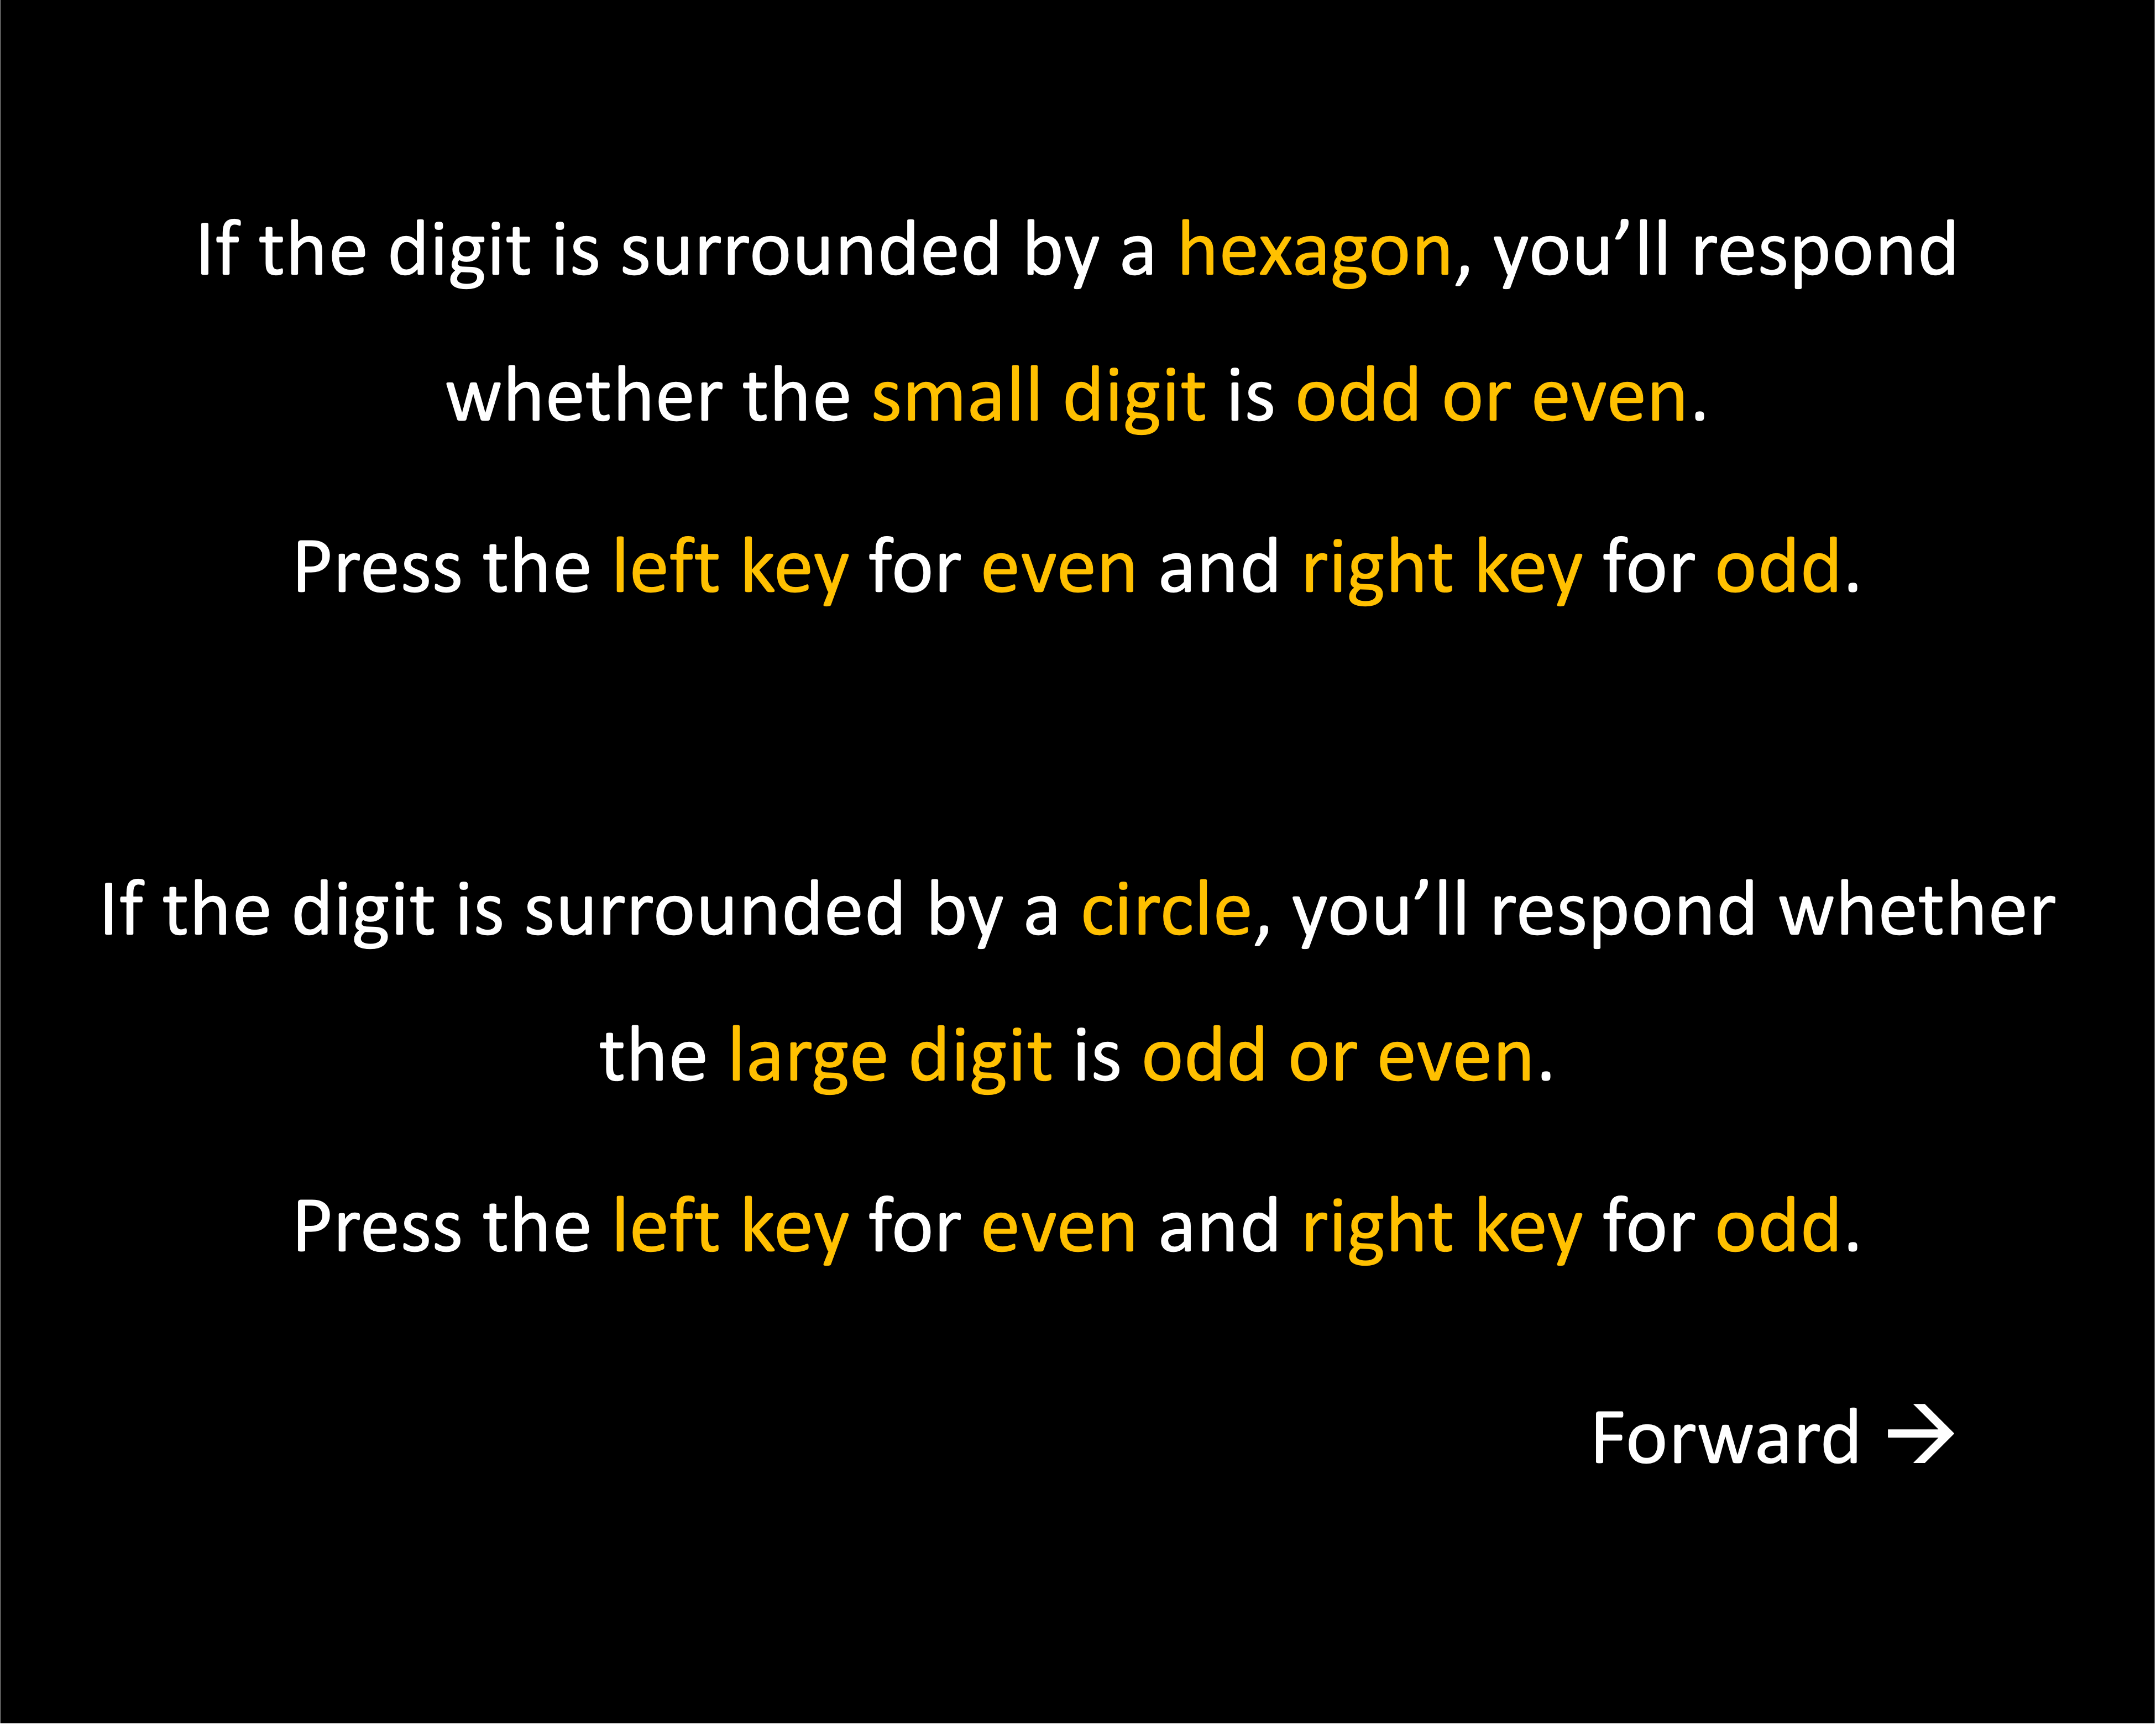 If the digit is surrounded by a hexagon, you’ll respond
whether the small digit is odd or even.
Press the left key for even and right key for odd.
If the digit is surrounded by a circle, you’ll respond whether
the large digit is odd or even.
Press the left key for even and right key for odd.
Forward →